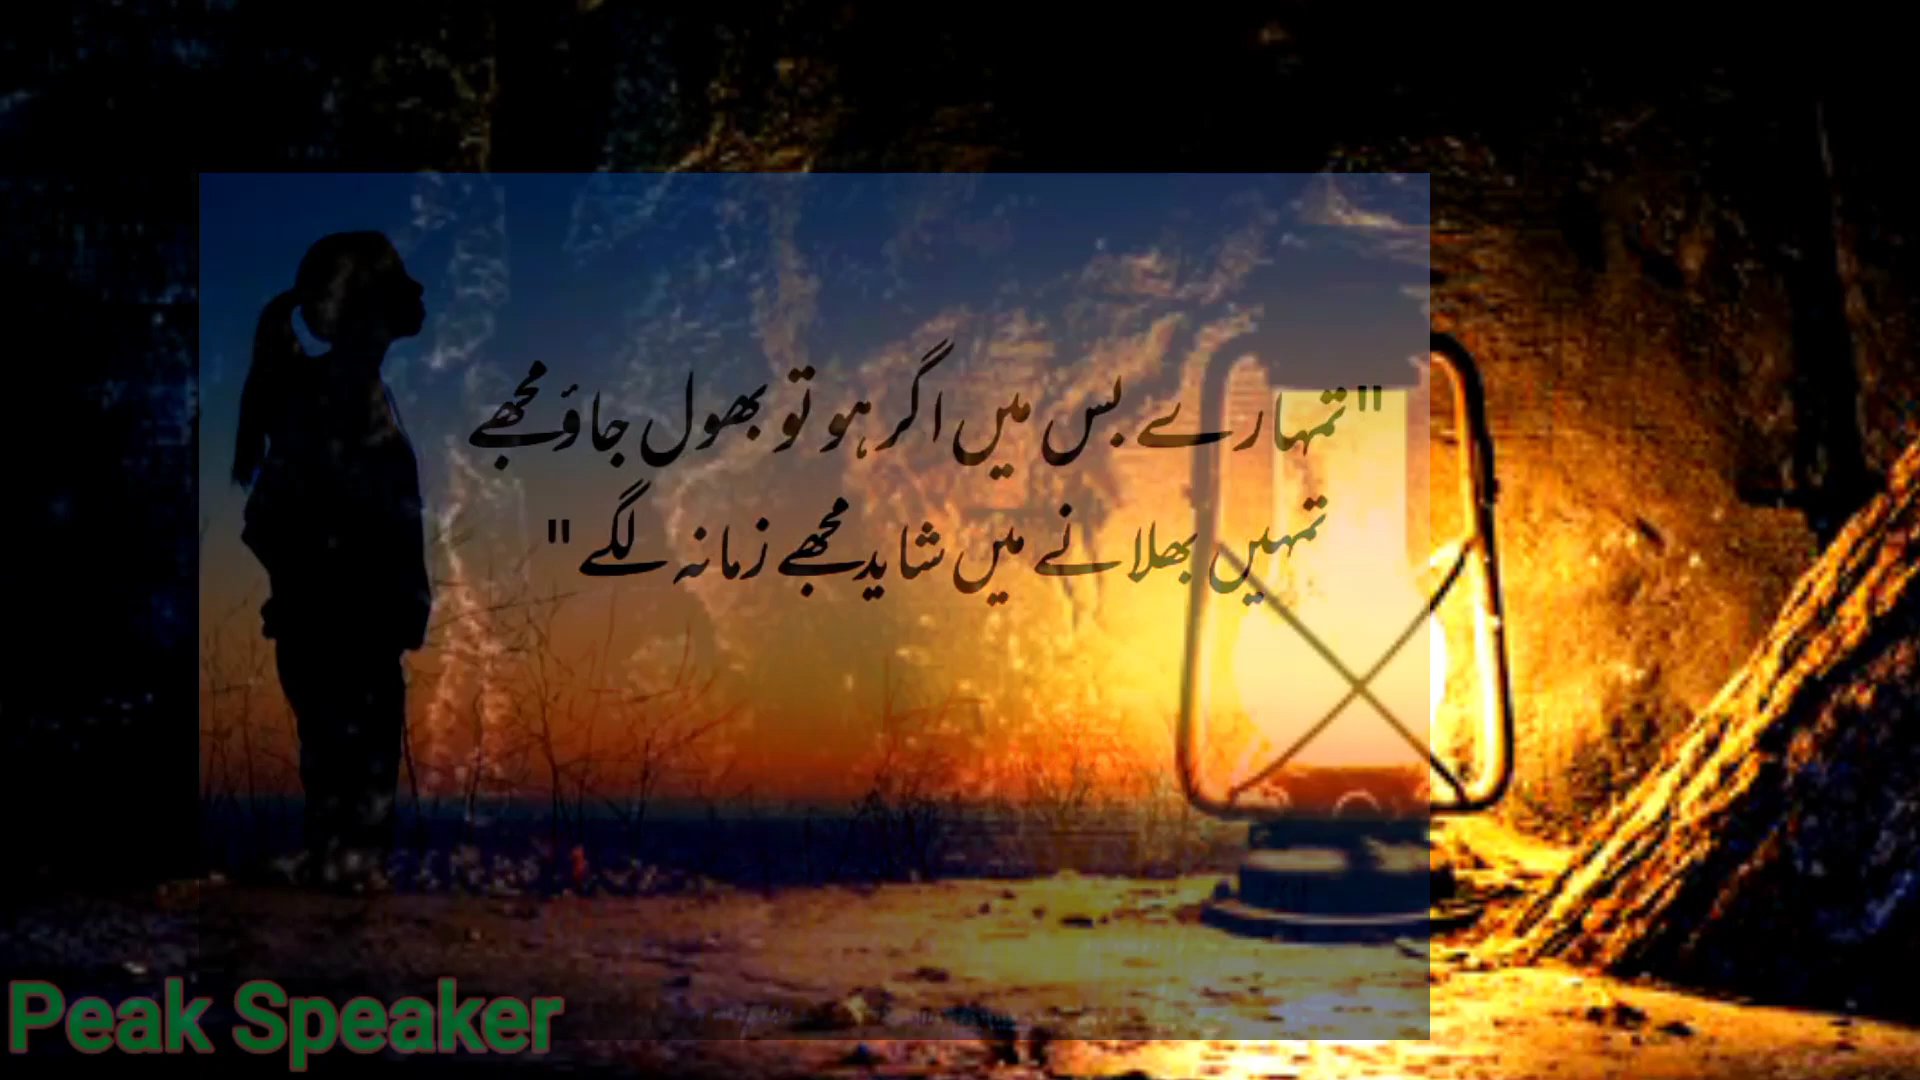 "تمہارے بس میں اگر ہو تو بھول جاؤ مجھے
تمہیں بھلانے میں شاید مجھے زمانہ لگے"
Peak Speaker